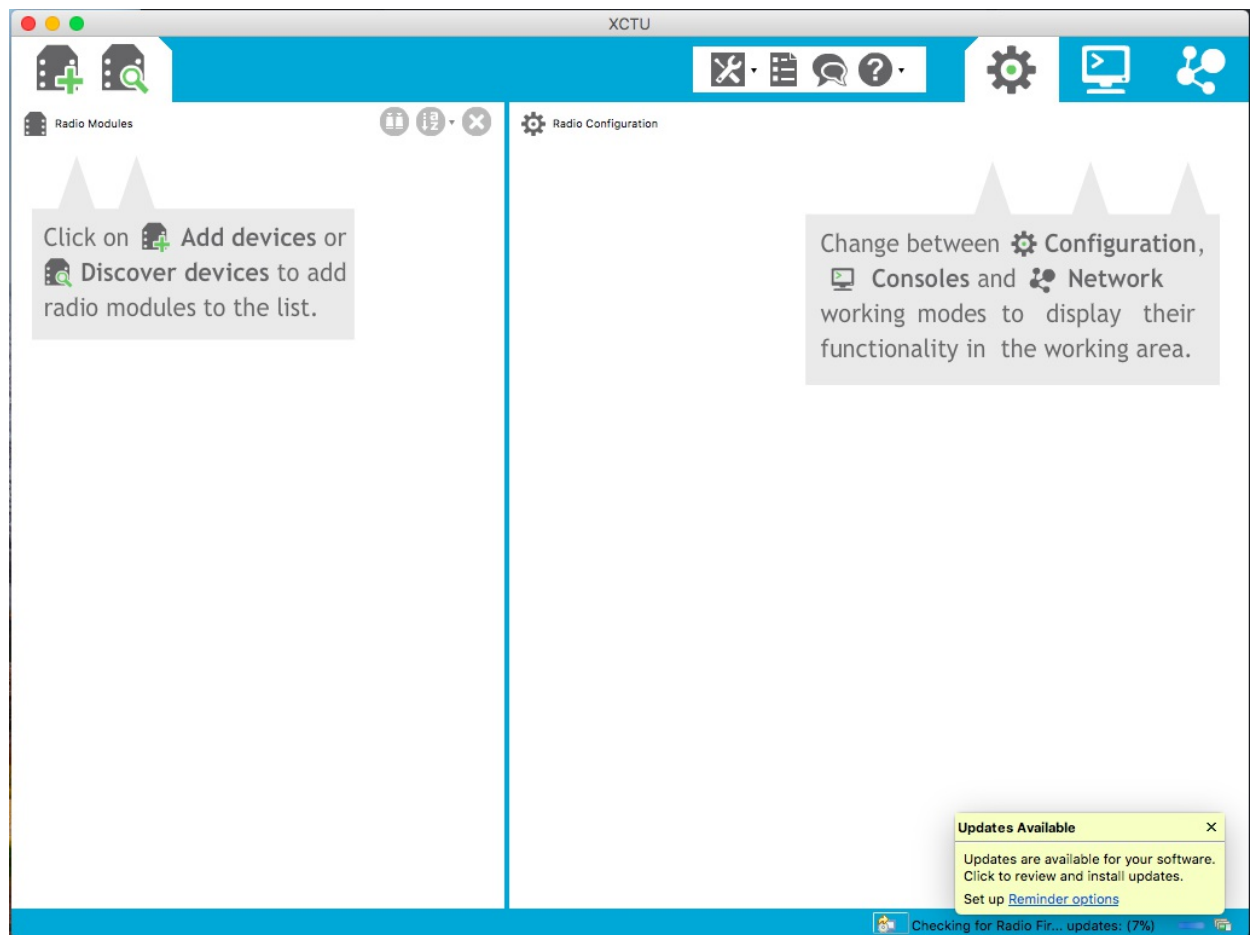 XCTU
Radio Modules
Radio Configuration
Click on Add devices or
Discover devices to add
radio modules to the list.
Change between Configuration,
Consoles and Network
working modes to display their
functionality in the working area.
Updates Available
Updates are available for your software.
Click to review and install updates.
Set up Reminder options
Checking for Radio Fir... updates: (7%)